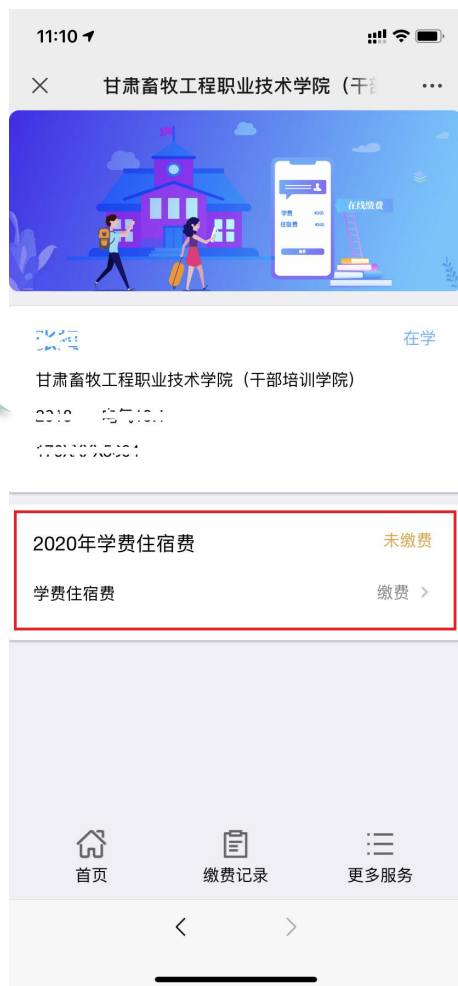 11:10
甘肃畜牧工程职业技术学院（干
在线缴费
学费 ¥500
住宿费
在学
甘肃畜牧工程职业技术学院（干部培训学院）
2020年学费住宿费
未缴费
学费住宿费
缴费
首页 缴费记录 更多服务